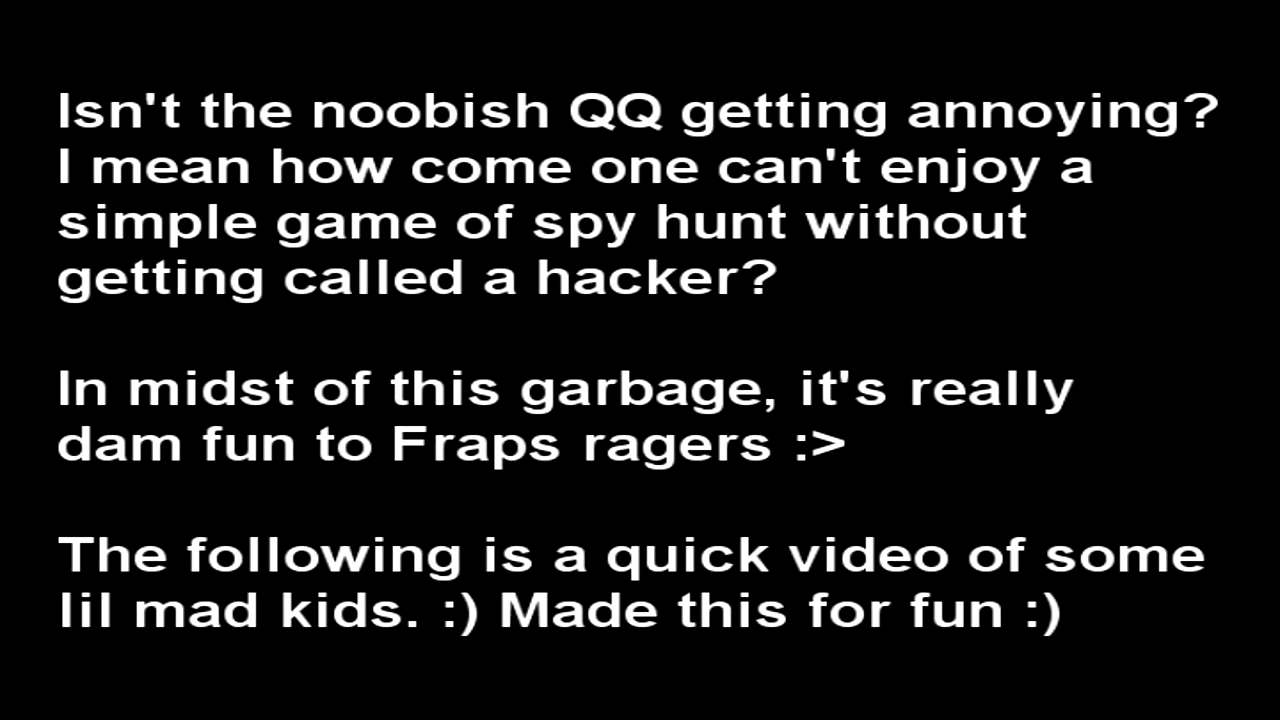 Isn't the noobish QQ getting annoying?
I mean how come one can't enjoy a
simple game of spy hunt without
getting called a hacker?
In midst of this garbage, it's really
dam fun to Fraps ragers :>
The following is a quick video of some
lil mad kids. :) Made this for fun :)